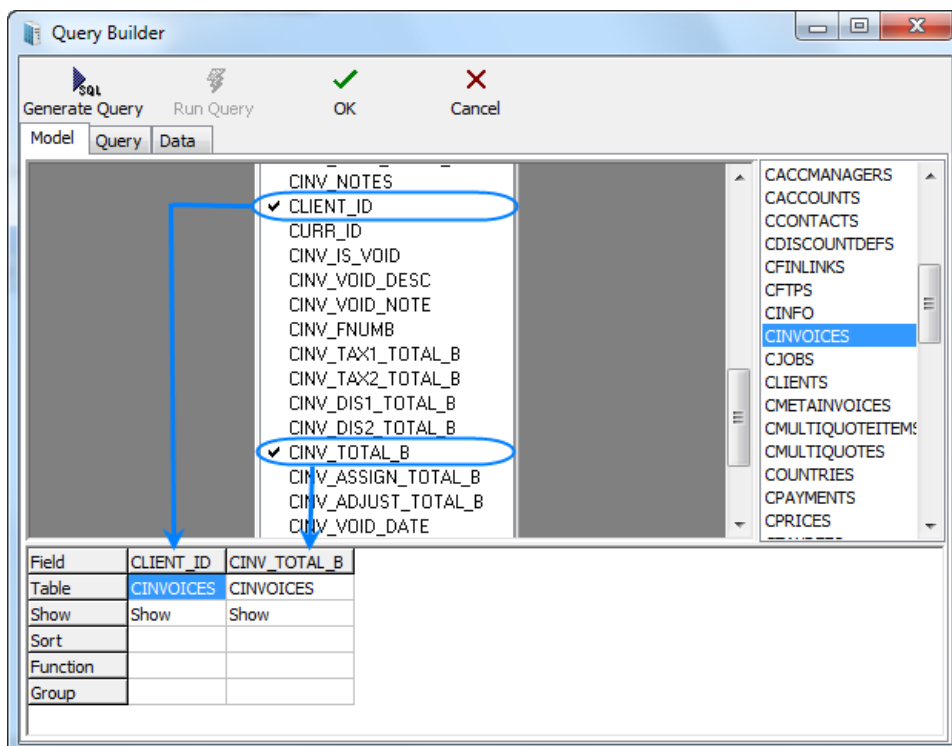 Query Builder
SQL
Generate Query Run Query OK Cancel
Model Query Data
CINV_NOTES
CLIENT_ID
CURR_ID
CINV_IS_VOID
CINV_VOID_DESC
CINV_VOID_NOTE
CINV_FNUMB
CINV_TAX1_TOTAL_B
CINV_TAX2_TOTAL_B
CINV_DIS1_TOTAL_B
CINV_DIS2_TOTAL_B
CINV_TOTAL_B
CINV_ASSIGN_TOTAL_B
CINV_ADJUST_TOTAL_B
CINV_VOID_DATE
CACCMANAGERS
CACCOUNTS
CCONTACTS
CDISCOUNTDEFS
CFINLINKS
CFTPS
CINFO
CINVOICES
CJOBS
CLIENTS
CMETAINVOICES
CMULTIQUOTEITEMS
CMULTIQUOTES
COUNTRIES
CPAYMENTS
CPRICES
Field CLIENT_ID CINV_TOTAL_B
Table CINVOICES CINVOICES
Show Show Show
Sort
Function
Group